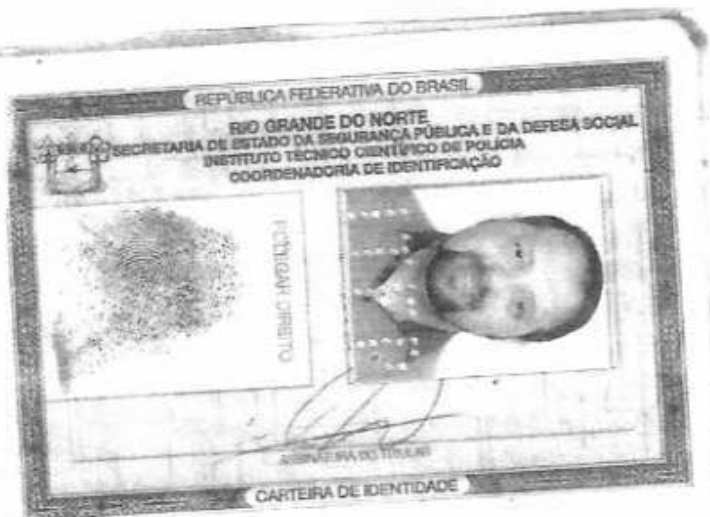 REPÚBLICA FEDERATIVA DO BRASIL
RIO GRANDE DO NORTE
SECRETARIA DE ESTADO DA SEGURANÇA PÚBLICA E DA DEFESA SOCIAL
INSTITUTO TÉCNICO CIENTÍFICO DE POLÍCIA
COORDENADORIA DE IDENTIFICAÇÃO
POLEGAR DIREITO
ASSINATURA DO TITULAR
CARTEIRA DE IDENTIDADE